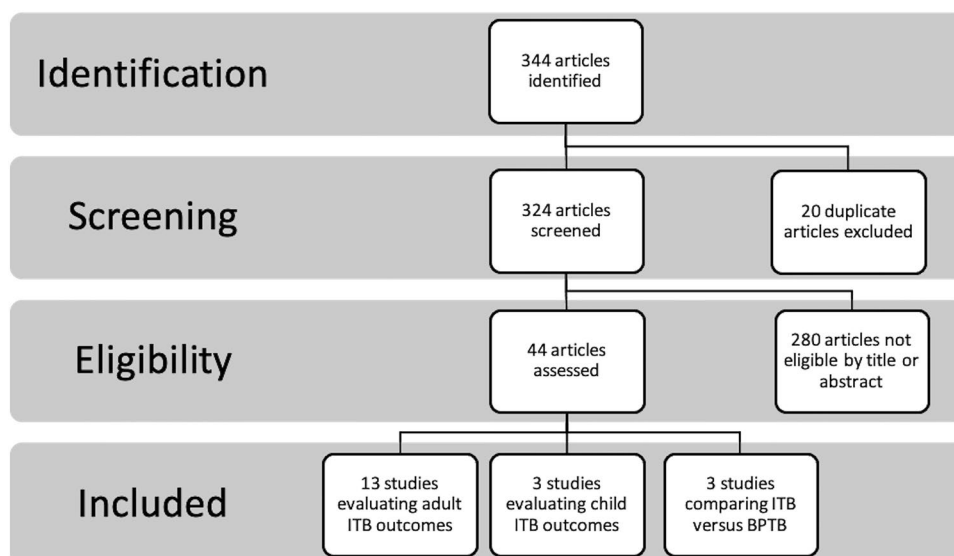 Identification
344 articles
identified
Screening
324 articles
screened
20 duplicate
articles excluded
Eligibility
44 articles
assessed
280 articles not
eligible by title or
abstract
Included
13 studies
evaluating adult
ITB outcomes
3 studies
evaluating child
ITB outcomes
3 studies
comparing ITB
versus BPTB